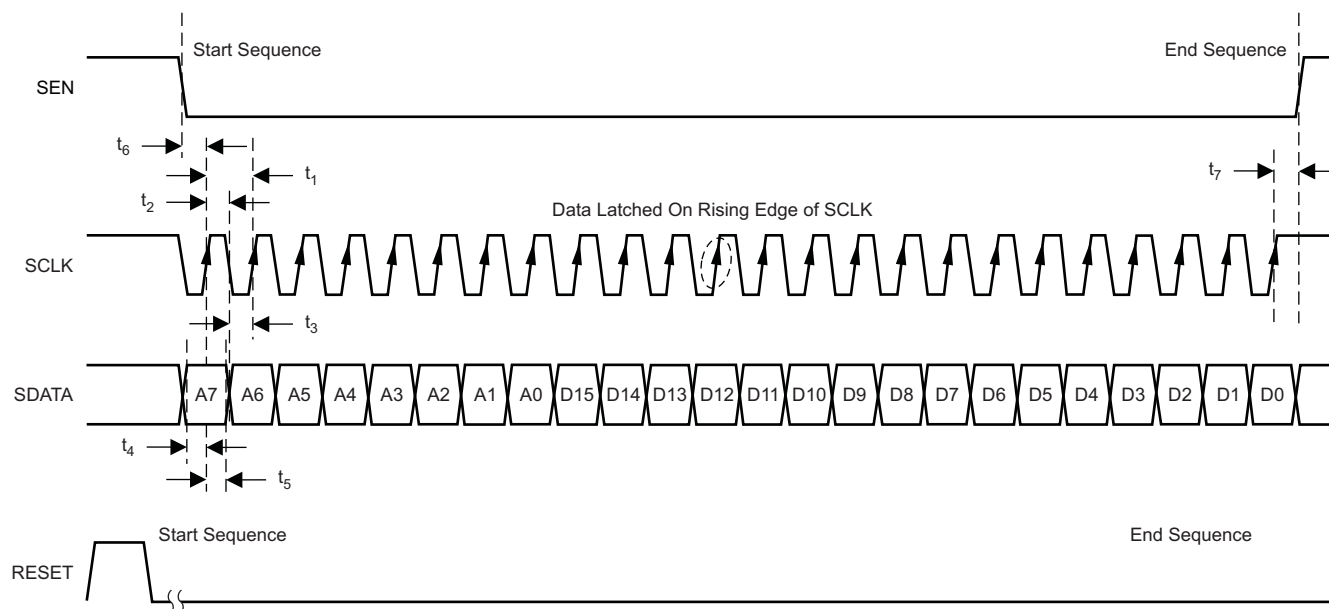 Start Sequence
End Sequence
SEN
t6
t1
t7
t2
Data Latched On Rising Edge of SCLK
SCLK
t3
SDATA A7 A6 A5 A4 A3 A2 A1 A0 D15 D14 D13 D12 D11 D10 D9 D8 D7 D6 D5 D4 D3 D2 D1 D0
t4
t5
Start Sequence
End Sequence
RESET